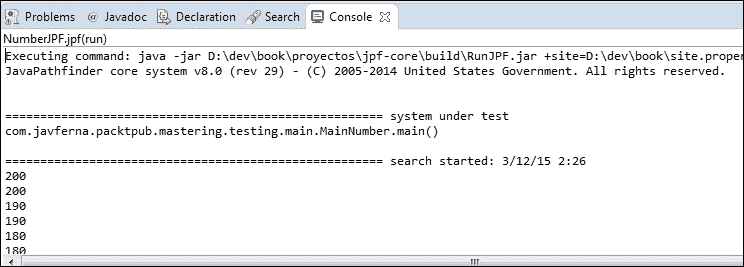 Problems @ Javadoc Declaration Search Console
NumberJPF.jpf(run)
Executing command: java -jar D:\dev\book\proyectos\jpf-core\build\RunJPF.jar +site=D:\dev\book\site.proper
JavaPathfinder core system v8.0 (rev 29) - (C) 2005-2014 United States Government. All rights reserved.
====================================================== system under test
com.javferna.packtpub.mastering.testing.main.MainNumber.main()
====================================================== search started: 3/12/15 2:26
200
200
190
190
180
180